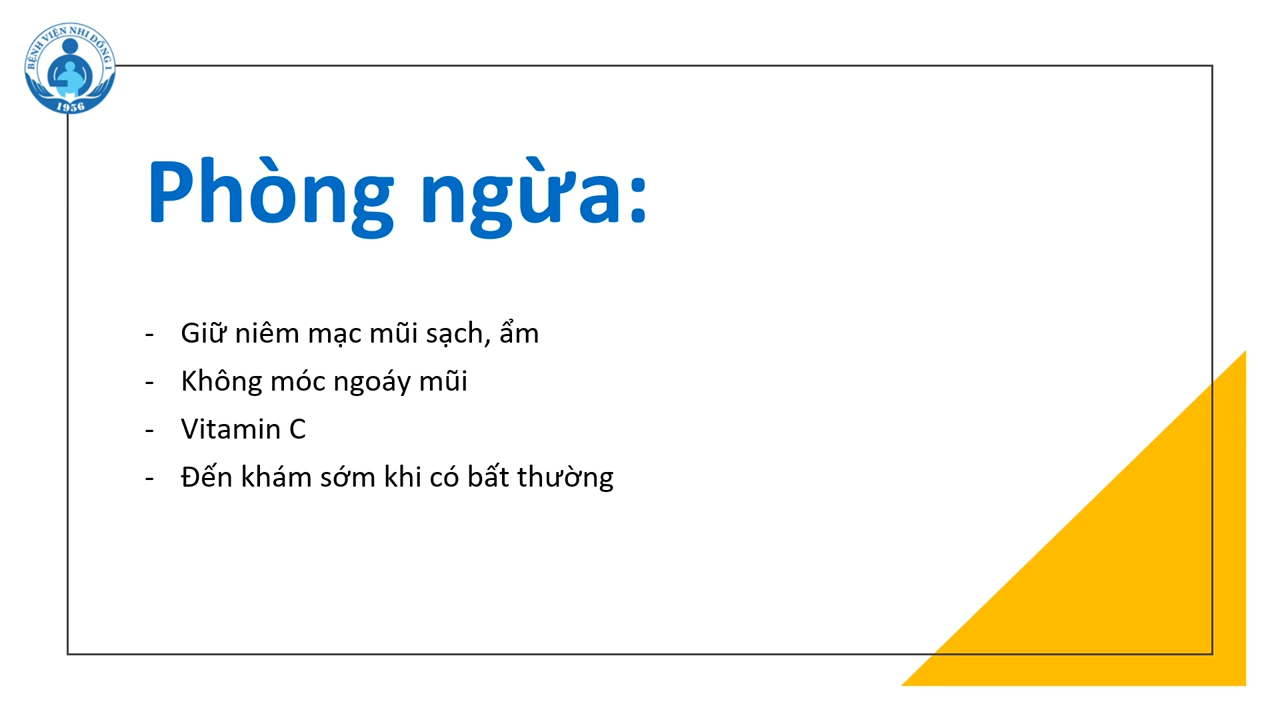 BỆNH VIỆN NHI ĐỒNG 1
1956
Phòng ngừa:
- Giữ niêm mạc mũi sạch, ẩm
- Không móc ngoáy mũi
- Vitamin C
- Đến khám sớm khi có bất thường